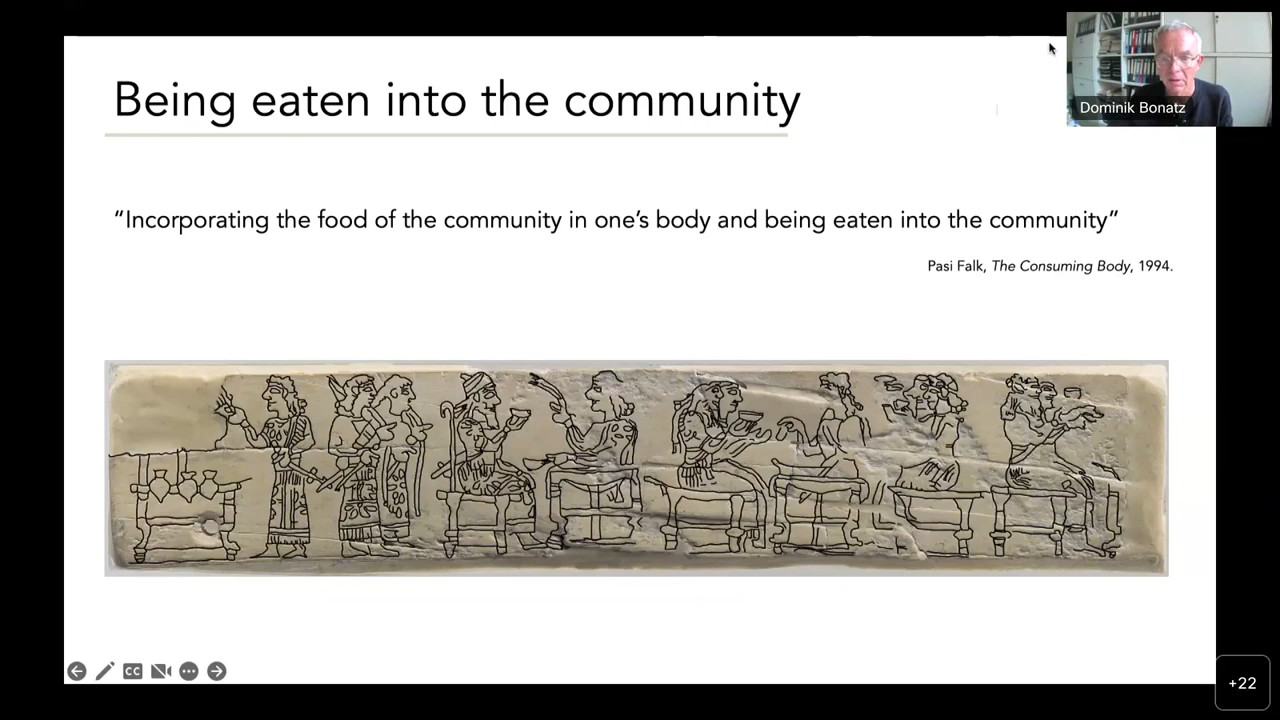 Being eaten into the community
Dominik Bonatz
“Incorporating the food of the community in one’s body and being eaten into the community”
Pasi Falk, The Consuming Body, 1994.
CC
+22